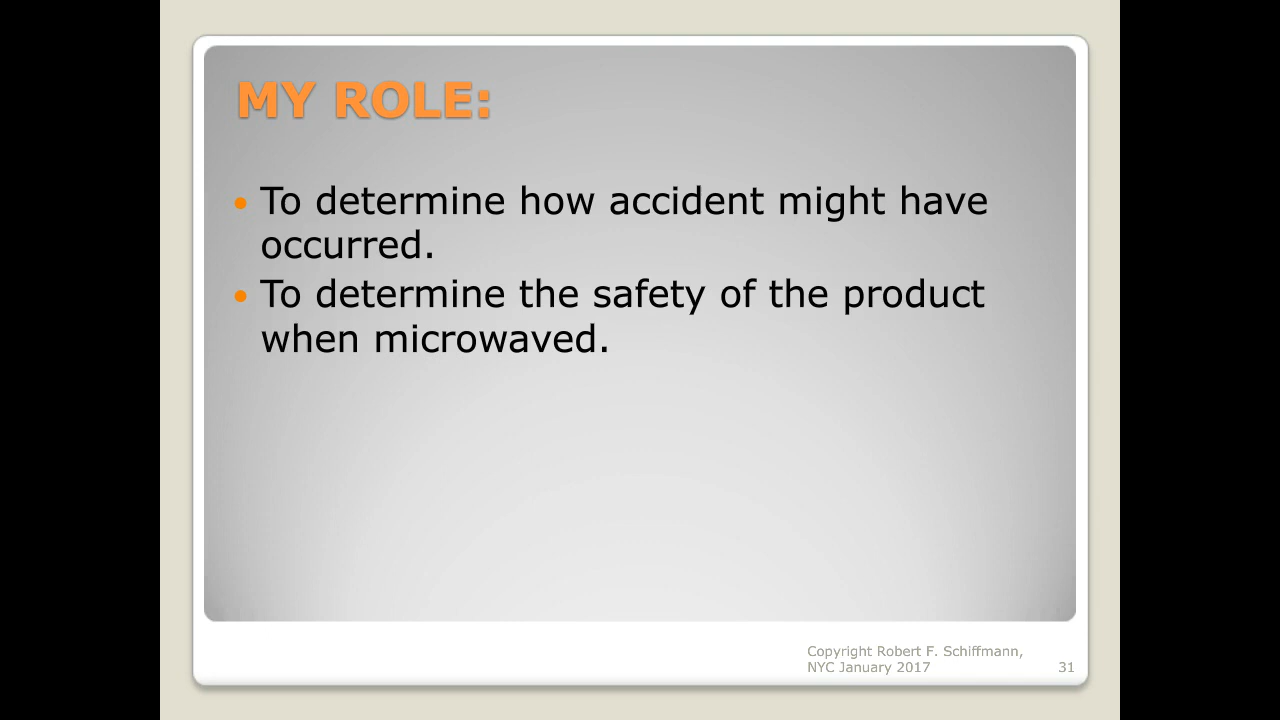 MY ROLE:
• To determine how accident might have
occurred.
• To determine the safety of the product
when microwaved.
Copyright Robert F. Schiffmann,
NYC January 2017
31